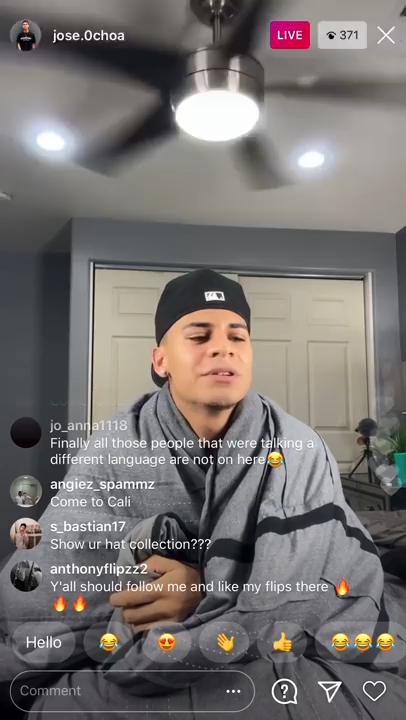 jose.0choa
LIVE
371
jo_anna1118
Finally all those people that were talking a
different language are not on here😂
angiez_spammz
Come to Cali
s_bastian17
Show ur hat collection???
anthonyflipzz2
Y'all should follow me and like my flips there 🔥
🔥🔥
Hello 😂 😍 👋 👍 😂😂😂
Comment